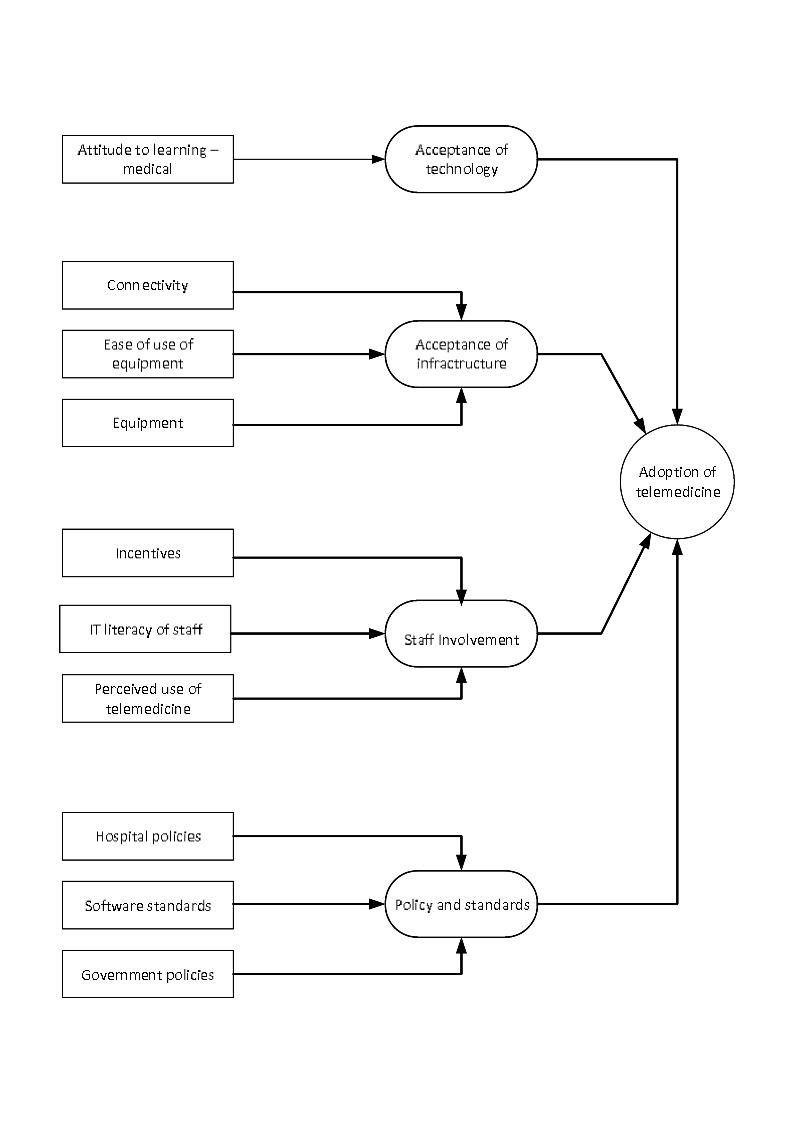 Attitude to learning –
medical
Acceptance of
technology
Connectivity
Ease of use of
equipment
Equipment
Acceptance of
infractructure
Adoption of
telemedicine
Incentives
IT literacy of staff
Perceived use of
telemedicine
Staff Involvement
Hospital policies
Software standards
Government policies
Policy and standards